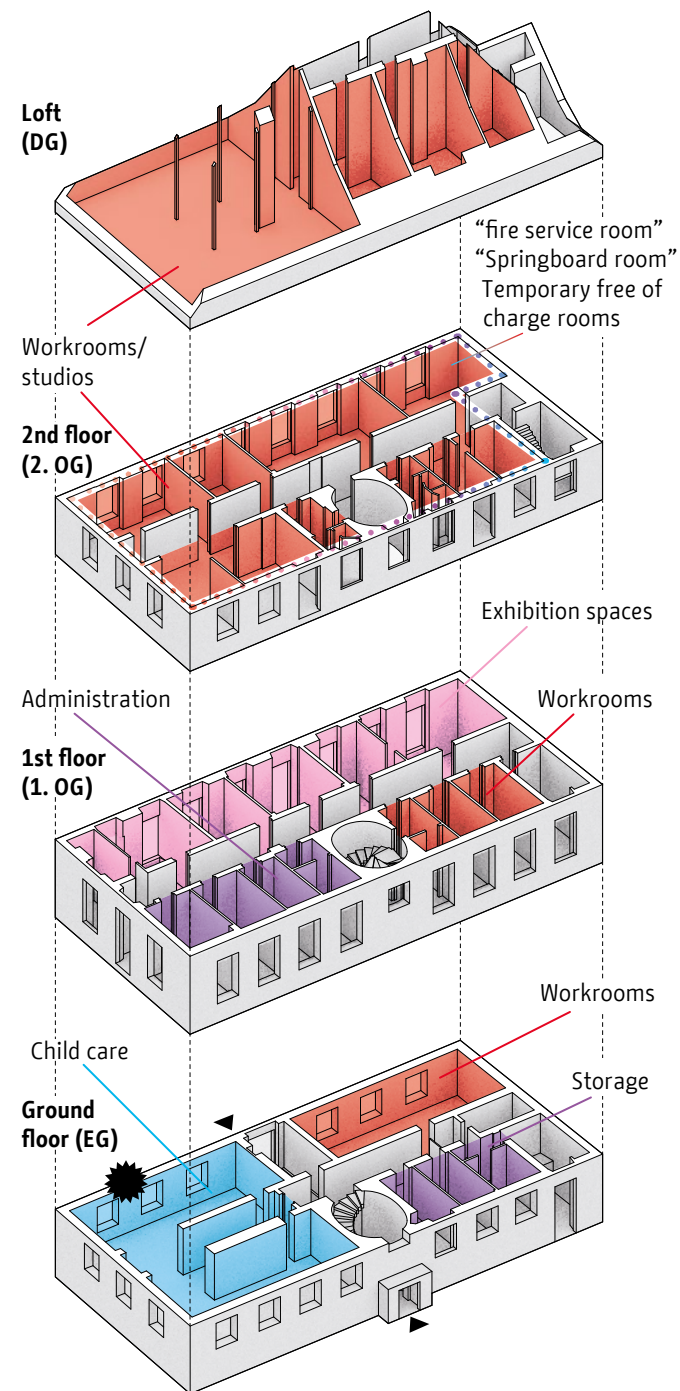 Loft
(DG)
“fire service room”
“Springboard room”
Temporary free of
charge rooms
Workrooms/
studios
2nd floor
(2. OG)
Exhibition spaces
Administration
Workrooms
1st floor
(1. OG)
Workrooms
Child care
Storage
Ground
floor (EG)